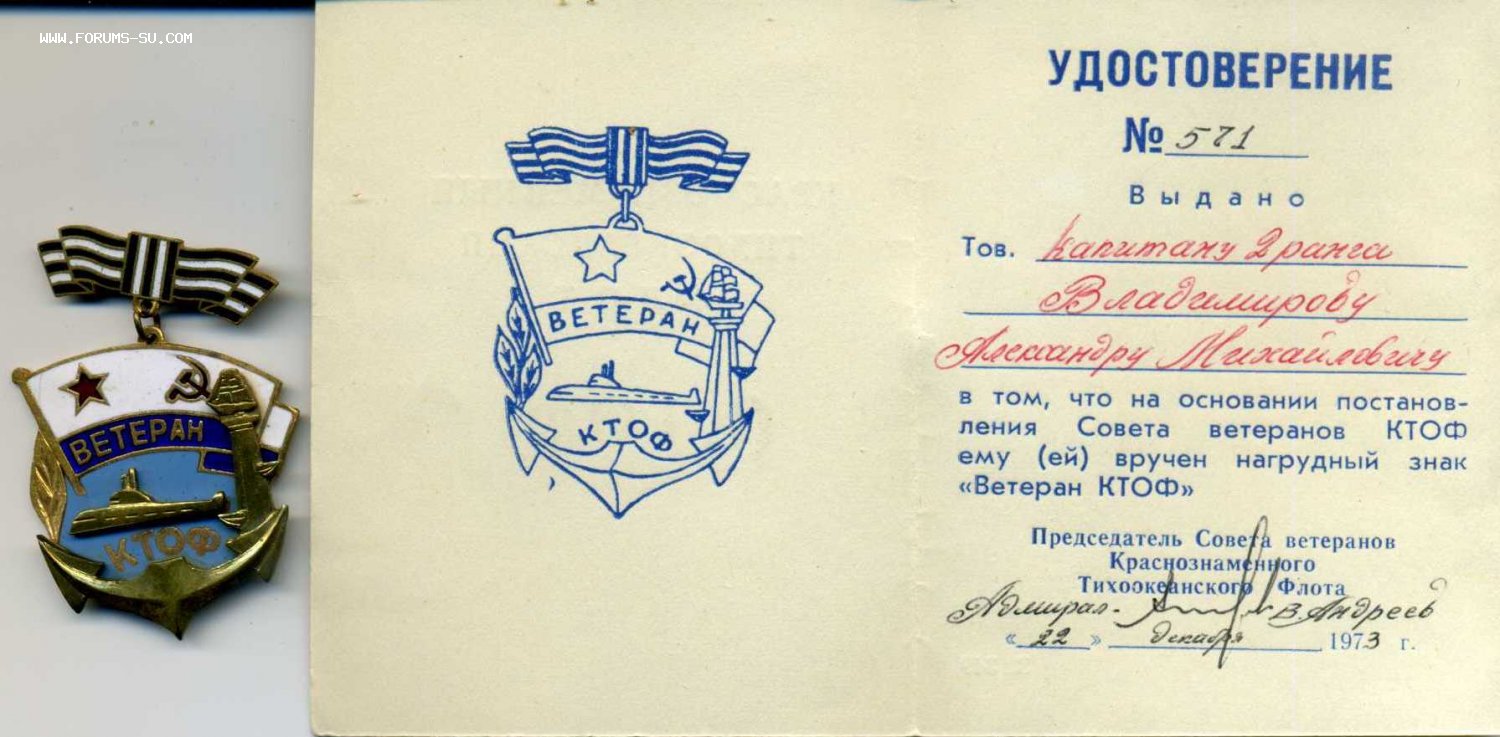 WWW.FORUMS-SU.COM
ВЕТЕРАН
КТОФ
ВЕТЕРАН
КТОФ
УДОСТОВЕРЕНИЕ
№ 571
Выдано
Тов. Капитану 2 ранга
Владимирову
Александру Михайловичу
в том, что на основании постанов-
ления Совета ветеранов КТОФ
ему (ей) вручен нагрудный знак
«Ветеран КТОФ»
Председатель Совета ветеранов
Краснознаменного
Тихоокеанского Флота
Адмирал- В. Андреев
«22» декабря 1973 г.